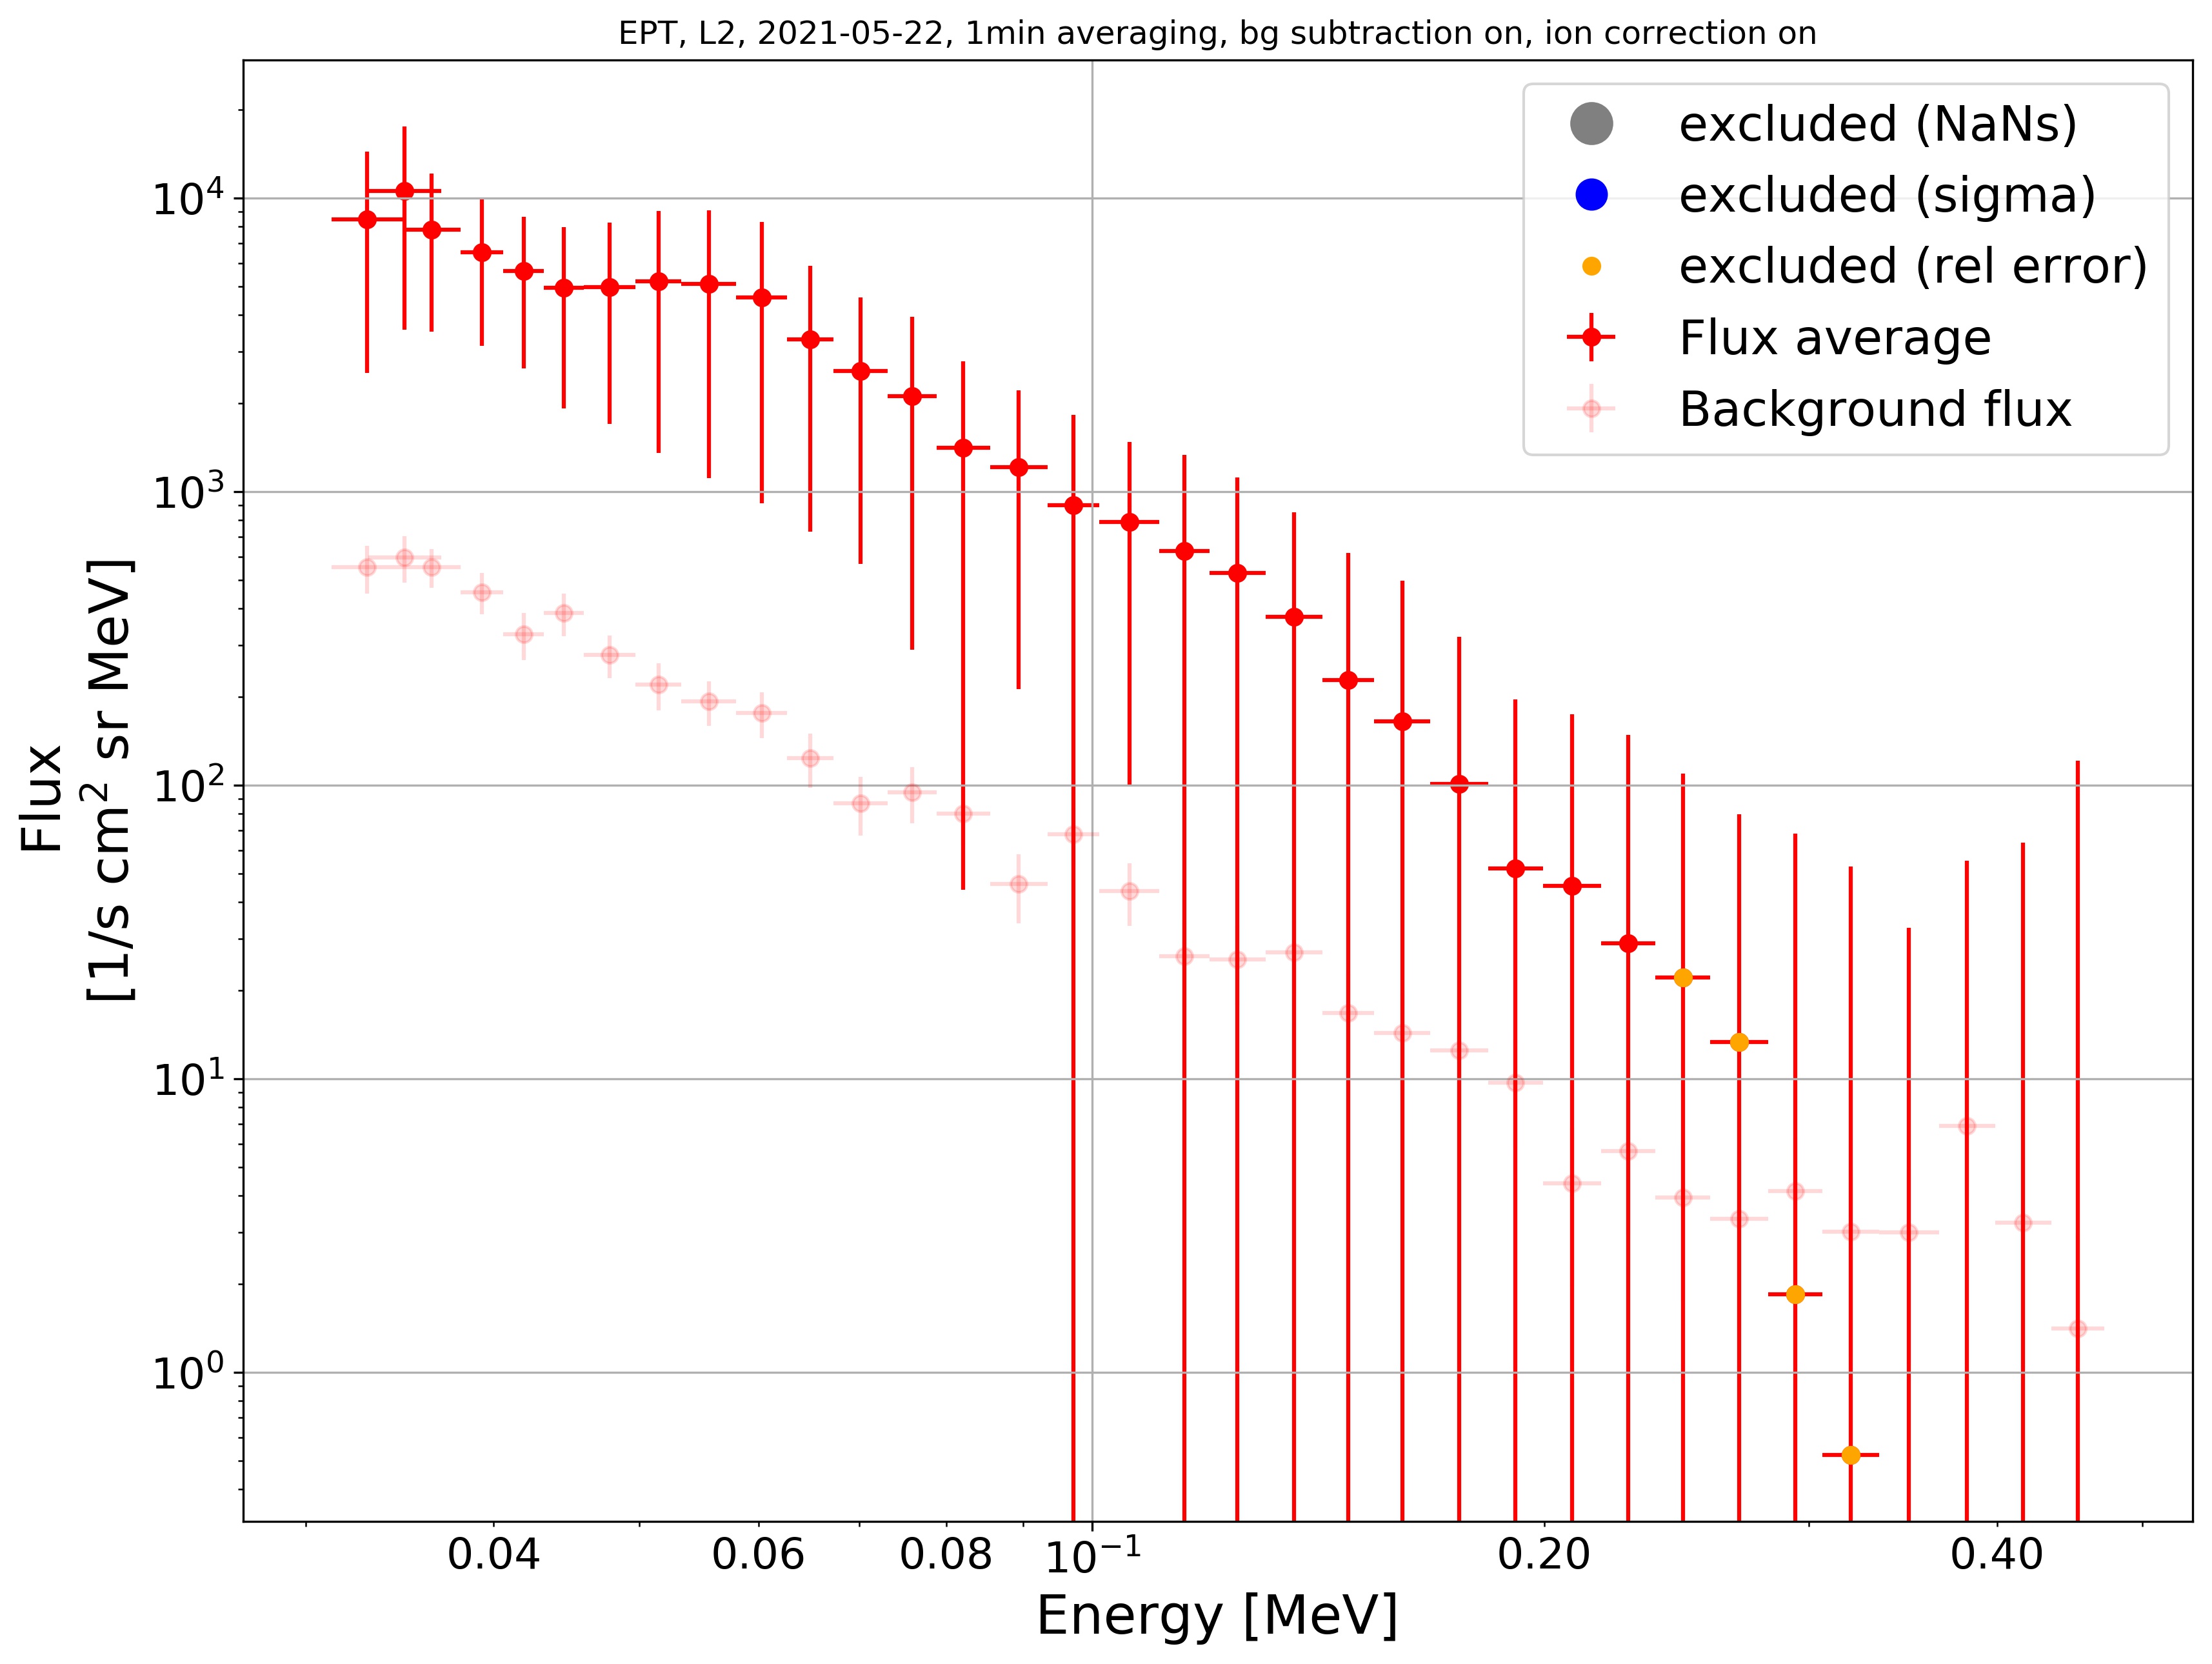 EPT, L2, 2021-05-22, 1min averaging, bg subtraction on, ion correction on
excluded (NaNs)
excluded (sigma)
excluded (rel error)
Flux average
Background flux
Flux
[1/s cm² sr MeV]
10⁴
10³
10²
10¹
10⁰
0.04 0.06 0.08 10⁻¹ 0.20 0.40
Energy [MeV]